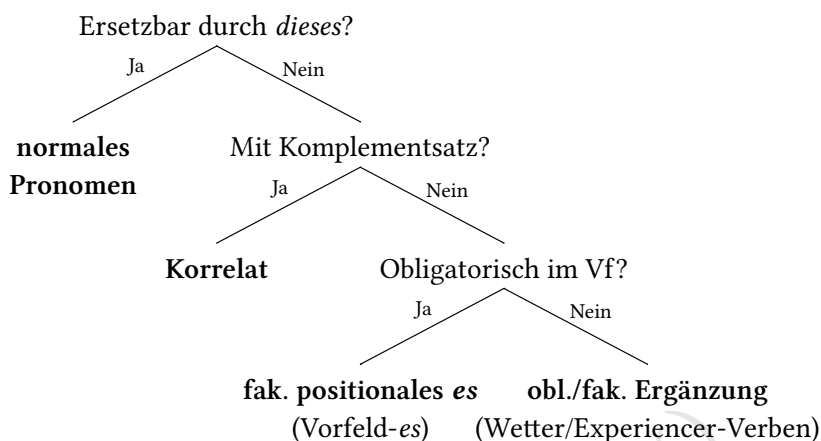 Ersetzbar durch dieses?
Ja Nein
normales Pronomen
Mit Komplementsatz?
Ja Nein
Korrelat
Obligatorisch im Vf?
Ja Nein
fak. positionales es
(Vorfeld-es)
obl./fak. Ergänzung
(Wetter/Experiencer-Verben)